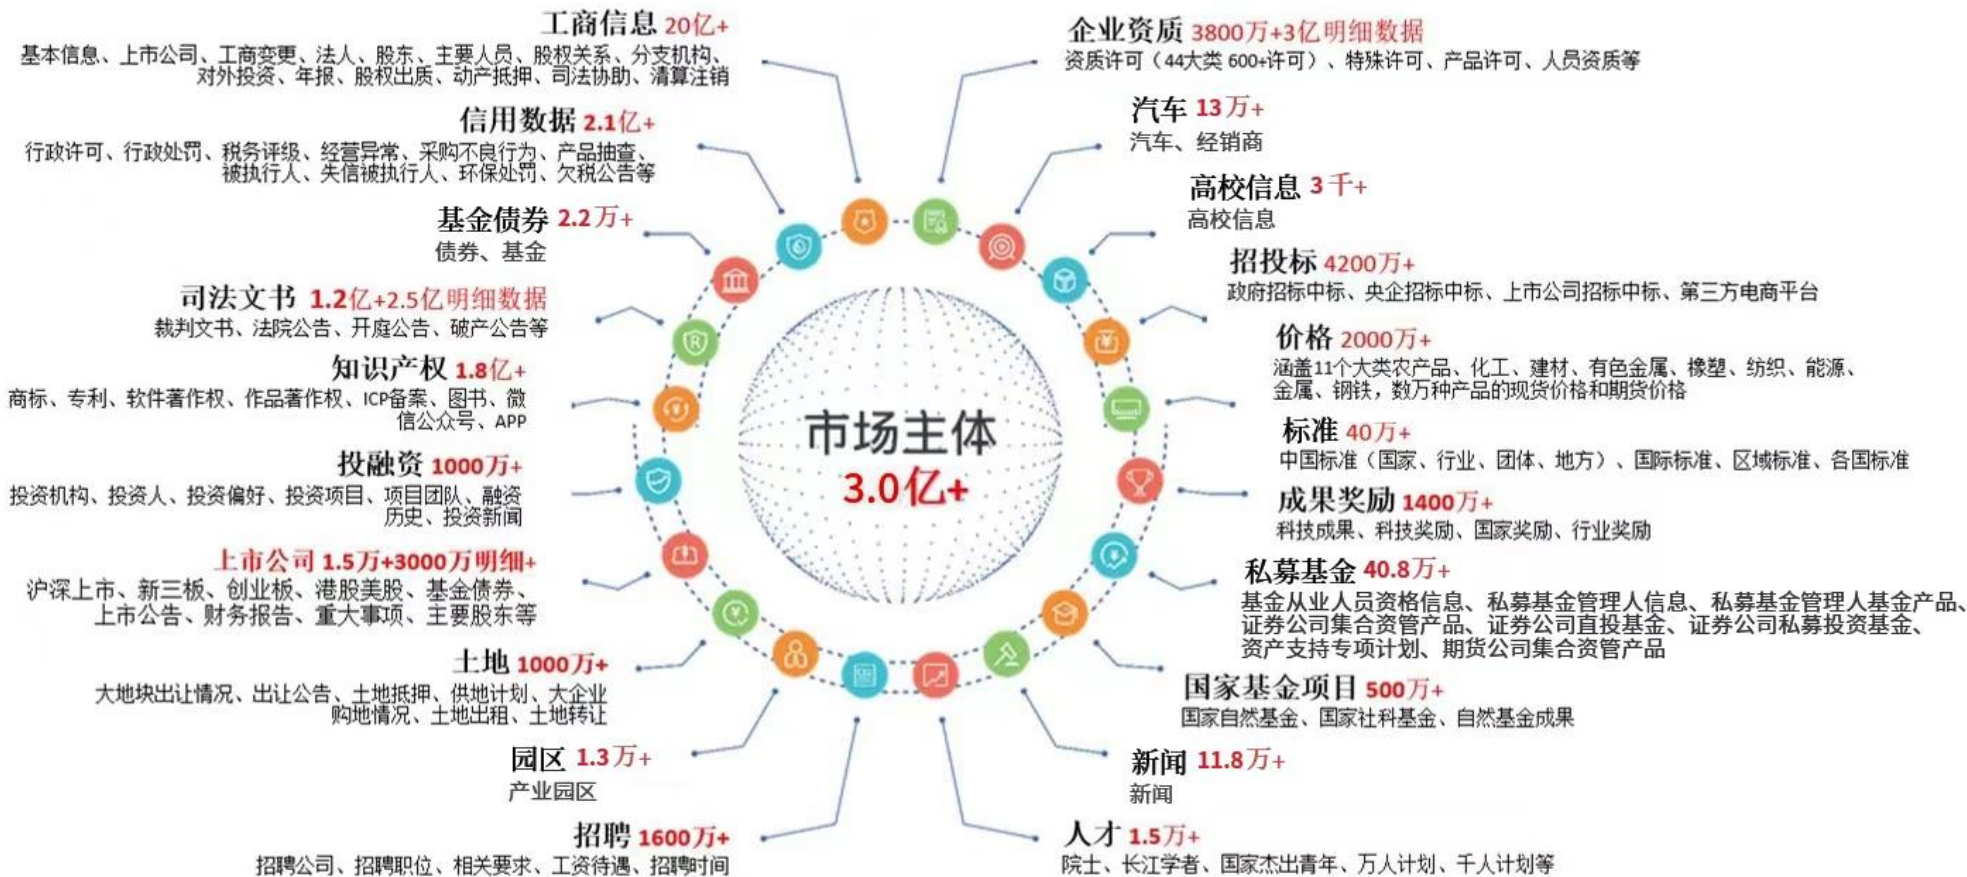 工商信息 20亿+
基本信息、上市公司、工商变更、法人、股东、主要人员、股权关系、分支机构、
对外投资、年报、股权出质、动产抵押、司法协助、清算注销
信用数据 2.1亿+
行政许可、行政处罚、税务评级、经营异常、采购不良行为、产品抽查、
被执行人、失信被执行人、环保处罚、欠税公告等
基金债券 2.2万+
债券、基金
司法文书 1.2亿+2.5亿明细数据
裁判文书、法院公告、开庭公告、破产公告等
知识产权 1.8亿+
商标、专利、软件著作权、作品著作权、ICP备案、图书、微
信公众号、APP
投融资 1000万+
投资机构、投资人、投资偏好、投资项目、项目团队、融资
历史、投资新闻
上市公司 1.5万+3000万明细+
沪深上市、新三板、创业板、港股美股、基金债券、
上市公告、财务报告、重大事项、主要股东等
土地 1000万+
大地块出让情况、出让公告、土地抵押、供地计划、大企业
购地情况、土地出租、土地转让
园区 1.3万+
产业园区
招聘 1600万+
招聘公司、招聘职位、相关要求、工资待遇、招聘时间
市场主体
3.0亿+
企业资质 3800万+3亿明细数据
资质许可（44大类 600+许可）、特殊许可、产品许可、人员资质等
汽车 13万+
汽车、经销商
高校信息 3千+
高校信息
招投标 4200万+
政府招标中标、央企招标中标、上市公司招标中标、第三方电商平台
价格 2000万+
涵盖11个大类农产品、化工、建材、有色金属、橡塑、纺织、能源、
金属、钢铁，数万种产品的现货价格和期货价格
标准 40万+
中国标准（国家、行业、团体、地方）、国际标准、区域标准、各国标准
成果奖励 1400万+
科技成果、科技奖励、国家奖励、行业奖励
私募基金 40.8万+
基金从业人员资格信息、私募基金管理人信息、私募基金管理人基金产品、
证券公司集合资管产品、证券公司直投基金、证券公司私募投资基金、
资产支持专项计划、期货公司集合资管产品
国家基金项目 500万+
国家自然基金、国家社科基金、自然基金成果
新闻 11.8万+
新闻
人才 1.5万+
院士、长江学者、国家杰出青年、万人计划、千人计划等